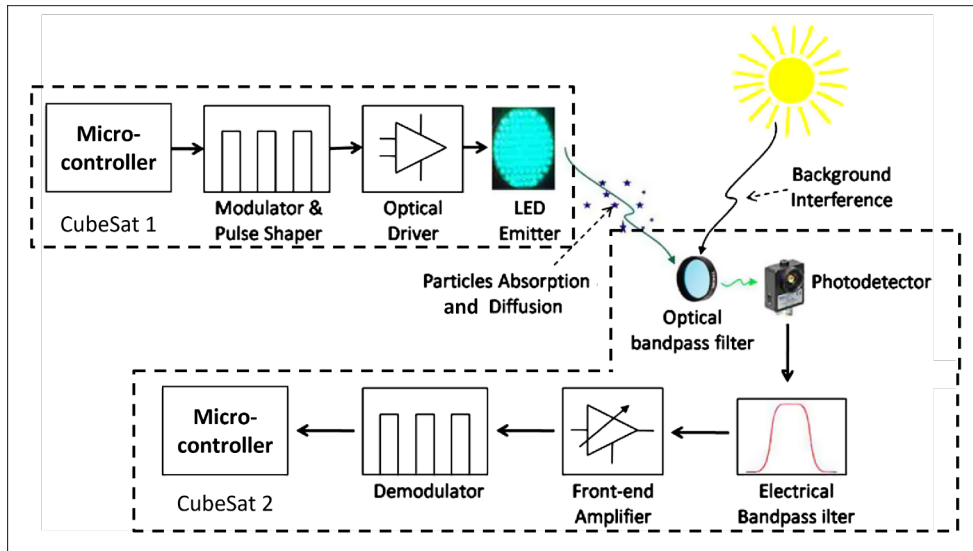 Micro-
controller
CubeSat 1
Modulator &
Pulse Shaper
Optical
Driver
LED
Emitter
Background
Interference
Particles Absorption
and Diffusion
Optical
bandpass filter
Photodetector
Micro-
controller
CubeSat 2
Demodulator
Front-end
Amplifier
Electrical
Bandpass ilter